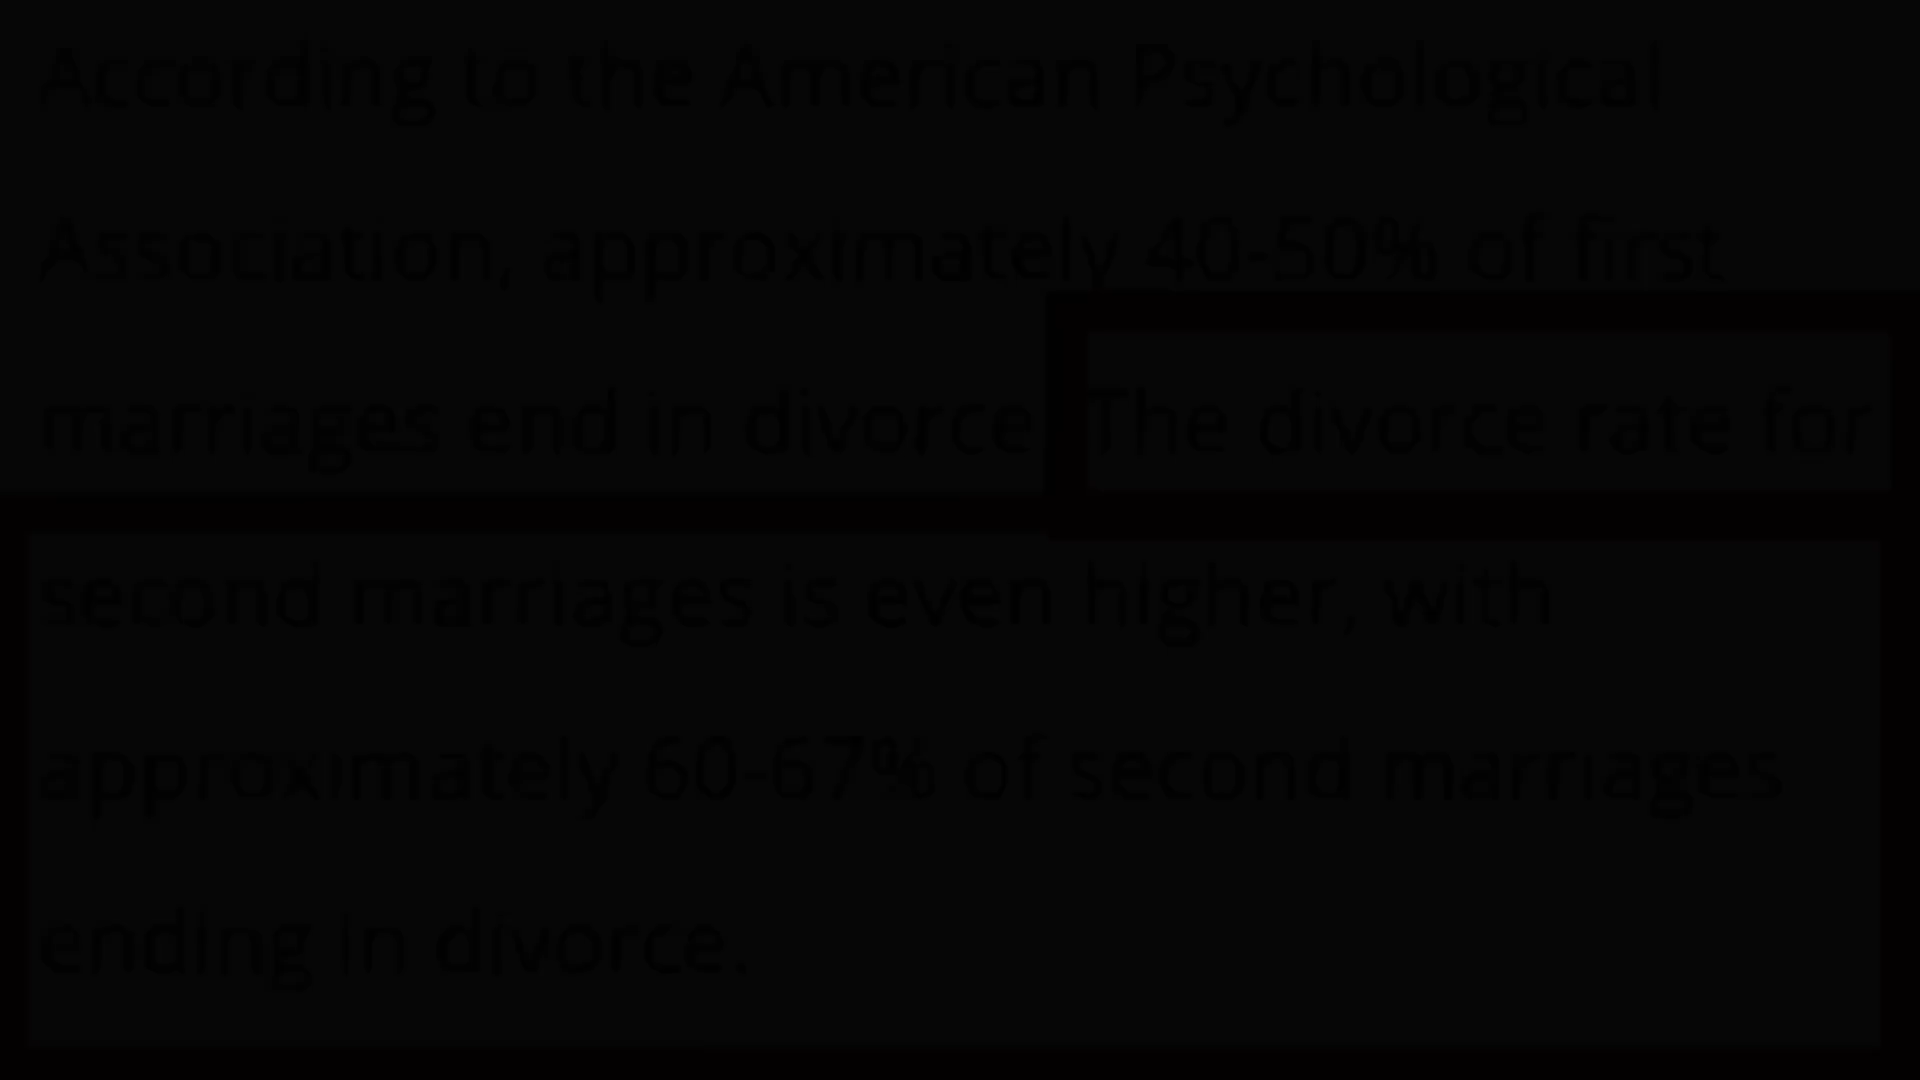 According to the American Psychological
Association, approximately 40-50% of first
marriages end in divorce. The divorce rate for
second marriages is even higher, with
approximately 60-67% of second marriages
ending in divorce.